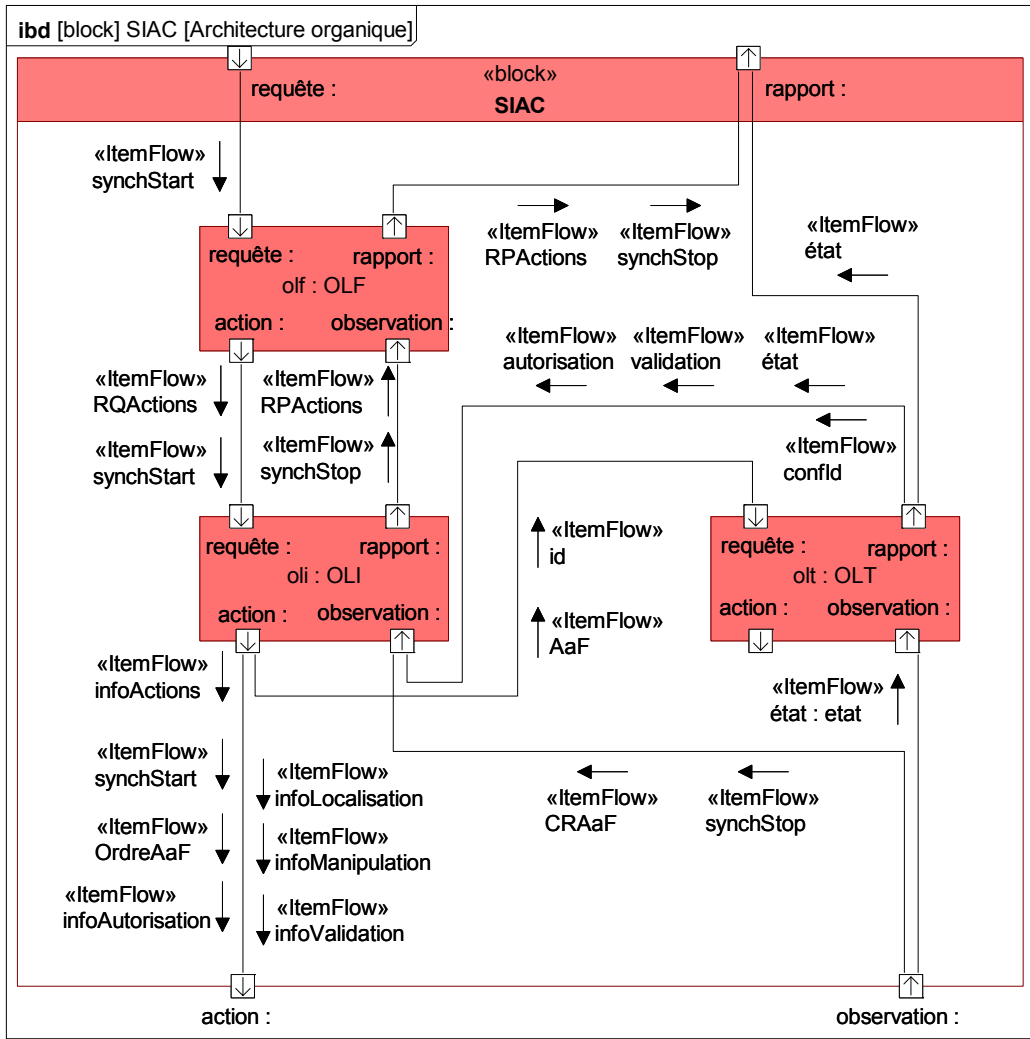 ibd [block] SIAC [Architecture organique]
«block»
SIAC
requête :
rapport :
«ItemFlow»
synchStart
«ItemFlow»
RPActions
«ItemFlow»
synchStop
«ItemFlow»
état
requête :
rapport :
olf : OLF
action :
observation :
«ItemFlow»
autorisation
«ItemFlow»
validation
«ItemFlow»
état
«ItemFlow»
RQActions
«ItemFlow»
RPActions
«ItemFlow»
synchStart
«ItemFlow»
synchStop
«ItemFlow»
confId
requête :
rapport :
oli : OLI
action :
observation :
«ItemFlow»
id
«ItemFlow»
AaF
requête :
rapport :
olt : OLT
action :
observation :
«ItemFlow»
infoActions
«ItemFlow»
état : etat
«ItemFlow»
synchStart
«ItemFlow»
infoLocalisation
«ItemFlow»
CRAaF
«ItemFlow»
synchStop
«ItemFlow»
OrdreAaF
«ItemFlow»
infoManipulation
«ItemFlow»
infoAutorisation
«ItemFlow»
infoValidation
action :
observation :